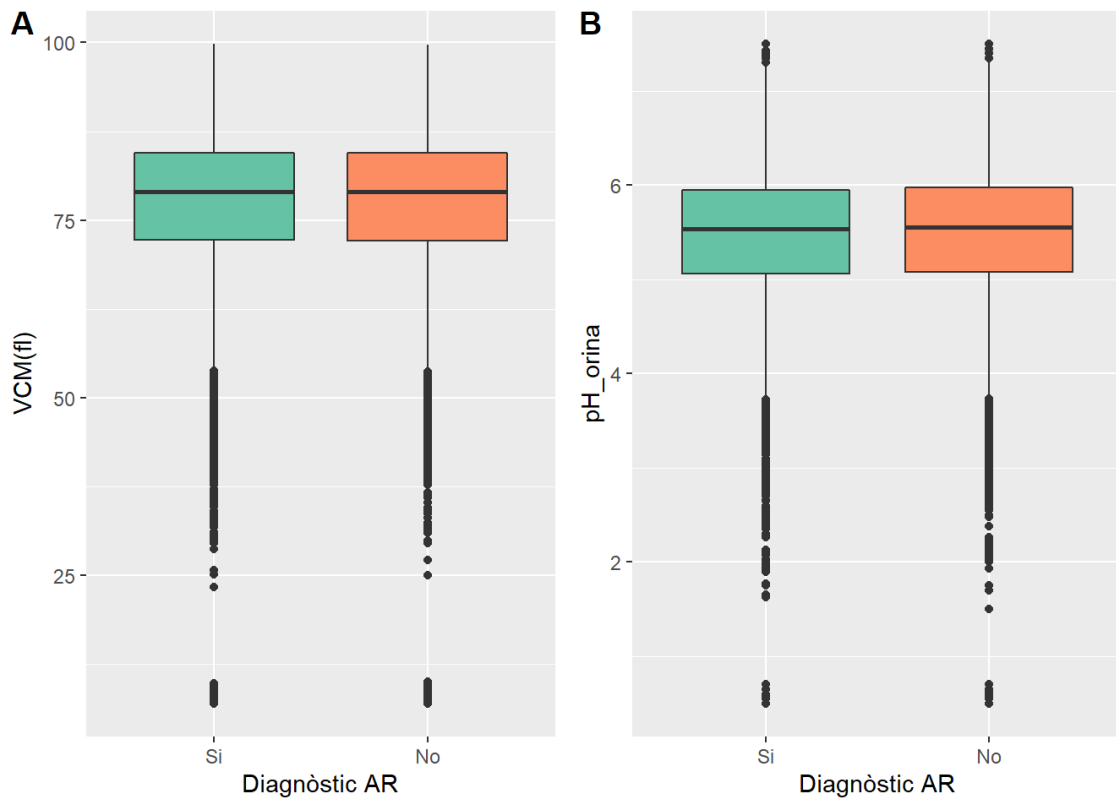 A
VCM(fl)
100
75
50
25
Si
No
Diagnòstic AR
B
pH_orina
6
4
2
Si
No
Diagnòstic AR